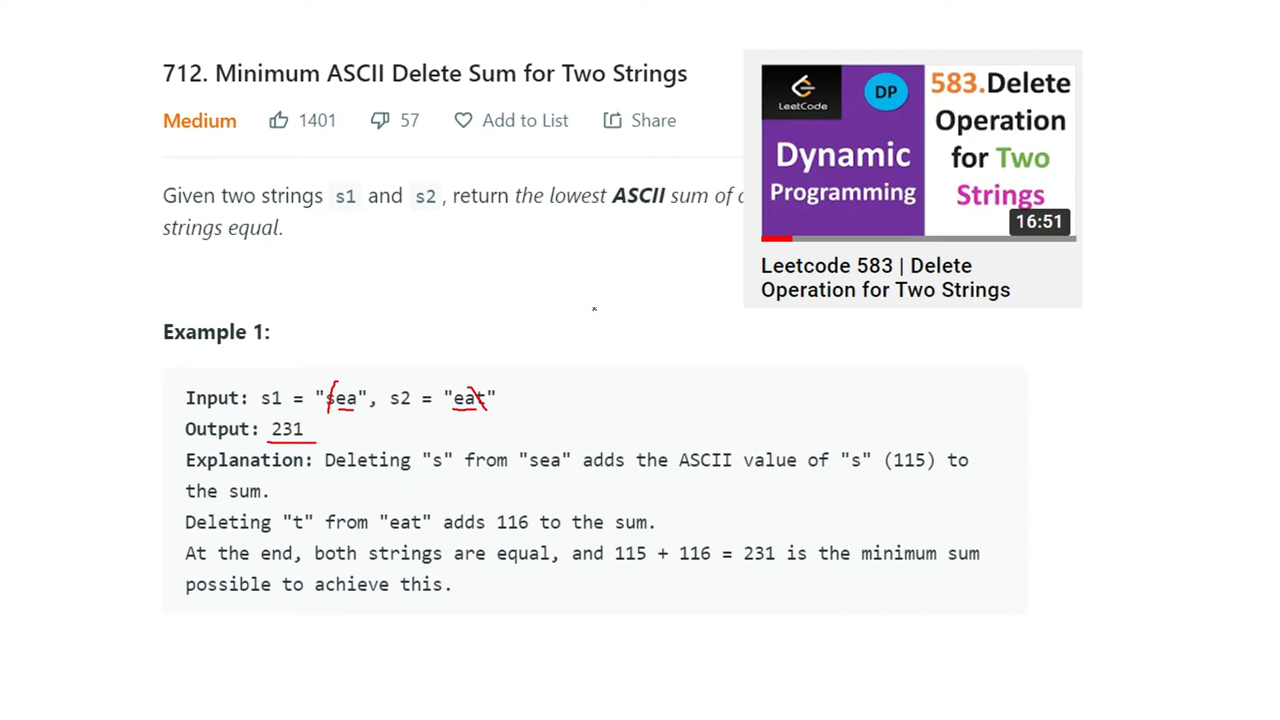 712. Minimum ASCII Delete Sum for Two Strings
Medium 1401 57 Add to List Share
Given two strings s1 and s2, return the lowest ASCII sum of
strings equal.
LeetCode
DP
Dynamic
Programming
583.Delete
Operation
for Two
Strings
16:51
Leetcode 583 | Delete
Operation for Two Strings
Example 1:
Input: s1 = "sea", s2 = "eat"
Output: 231
Explanation: Deleting "s" from "sea" adds the ASCII value of "s" (115) to
the sum.
Deleting "t" from "eat" adds 116 to the sum.
At the end, both strings are equal, and 115 + 116 = 231 is the minimum sum
possible to achieve this.